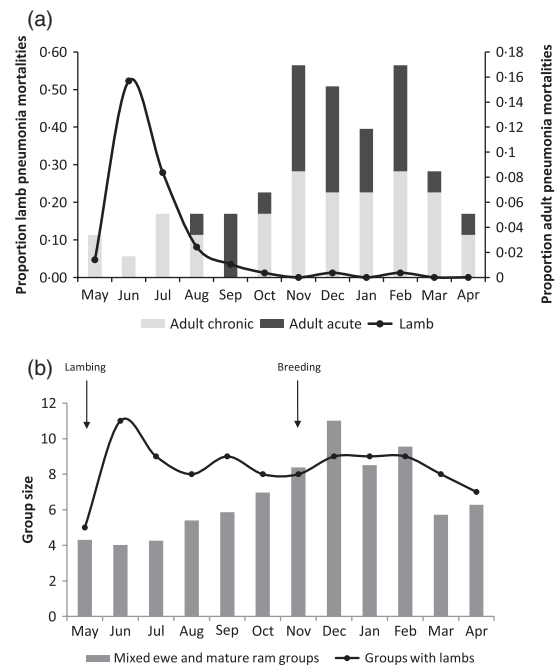 (a)
Proportion lamb pneumonia mortalities
0·60
0·50
0·40
0·30
0·20
0·10
0·00
0·18
0·16
0·14
0·12
0·1
0·08
0·06
0·04
0·02
0
Proportion adult pneumonia mortalities
May Jun Jul Aug Sep Oct Nov Dec Jan Feb Mar Apr
Adult chronic Adult acute Lamb
(b)
Lambing Breeding
Group size
12
10
8
6
4
2
0
May Jun Jul Aug Sep Oct Nov Dec Jan Feb Mar Apr
Mixed ewe and mature ram groups Groups with lambs